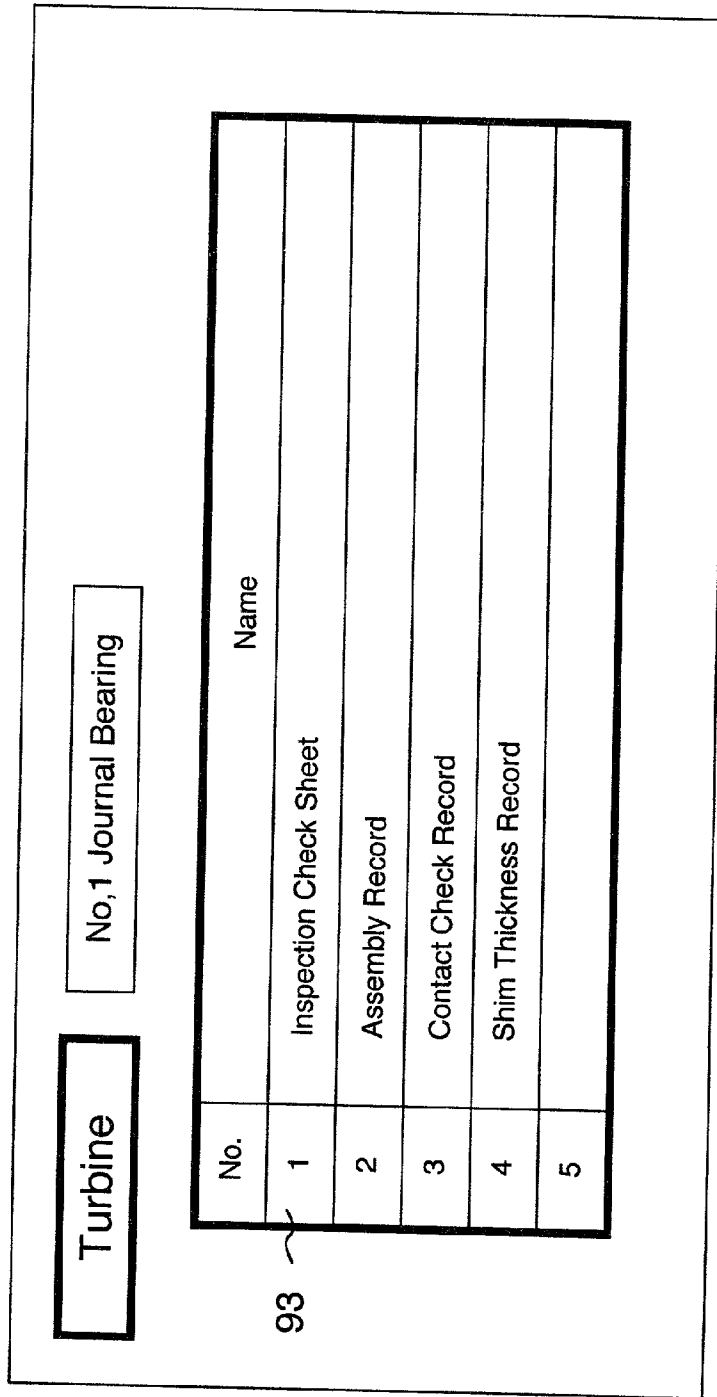 Turbine
No,1 Journal Bearing
No. Name
93 1 Inspection Check Sheet
2 Assembly Record
3 Contact Check Record
4 Shim Thickness Record
5